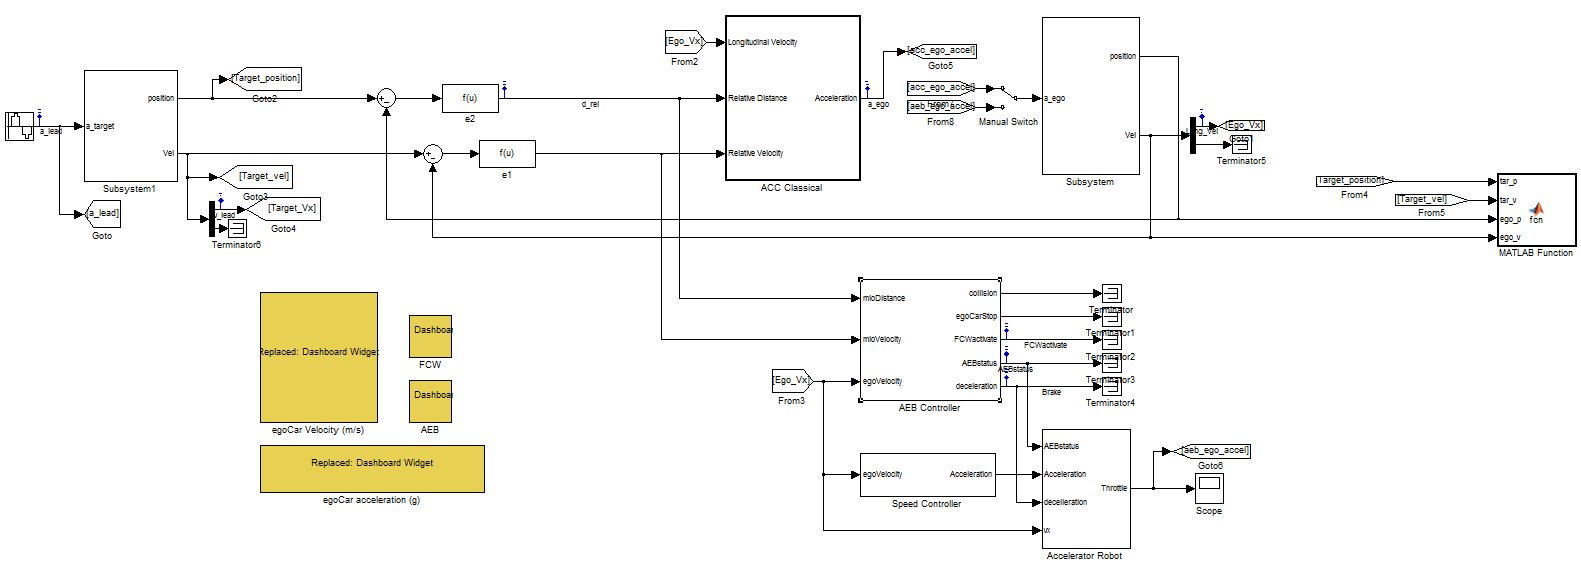 a_lead
a_target
position
Vel
Subsystem1
[Target_position]
Goto2
[Target_vel]
Goto3
v_lead
[Target_Vx]
Goto4
Terminator6
[a_lead]
Goto
f(u)
e2
f(u)
e1
d_rel
[Ego_Vx]
From2
Longitudinal Velocity
Relative Distance
Relative Velocity
Acceleration
ACC Classical
a_ego
[acc_ego_accel]
Goto5
[acc_ego_accel]
From7
[aeb_ego_accel]
From8
Manual Switch
a_ego
position
Vel
Subsystem
Long_Vel
[Ego_Vx]
Goto1
Terminator5
[Target_position]
From4
[Target_vel]
From5
tar_p
tar_v
ego_p
ego_v
fcn
MATLAB Function
mioDistance
mioVelocity
egoVelocity
collision
egoCarStop
FCWactivate
AEBstatus
deceleration
AEB Controller
Terminator
Terminator1
FCWactivate
Terminator2
AEBstatus
Terminator3
Brake
Terminator4
[Ego_Vx]
From3
egoVelocity
Acceleration
Speed Controller
AEBstatus
Acceleration
decelleration
vx
Throttle
Accelerator Robot
[aeb_ego_accel]
Goto6
Scope
Replaced: Dashboard Widget
egoCar Velocity (m/s)
Dashboar
FCW
Dashboar
AEB
Replaced: Dashboard Widget
egoCar acceleration (g)